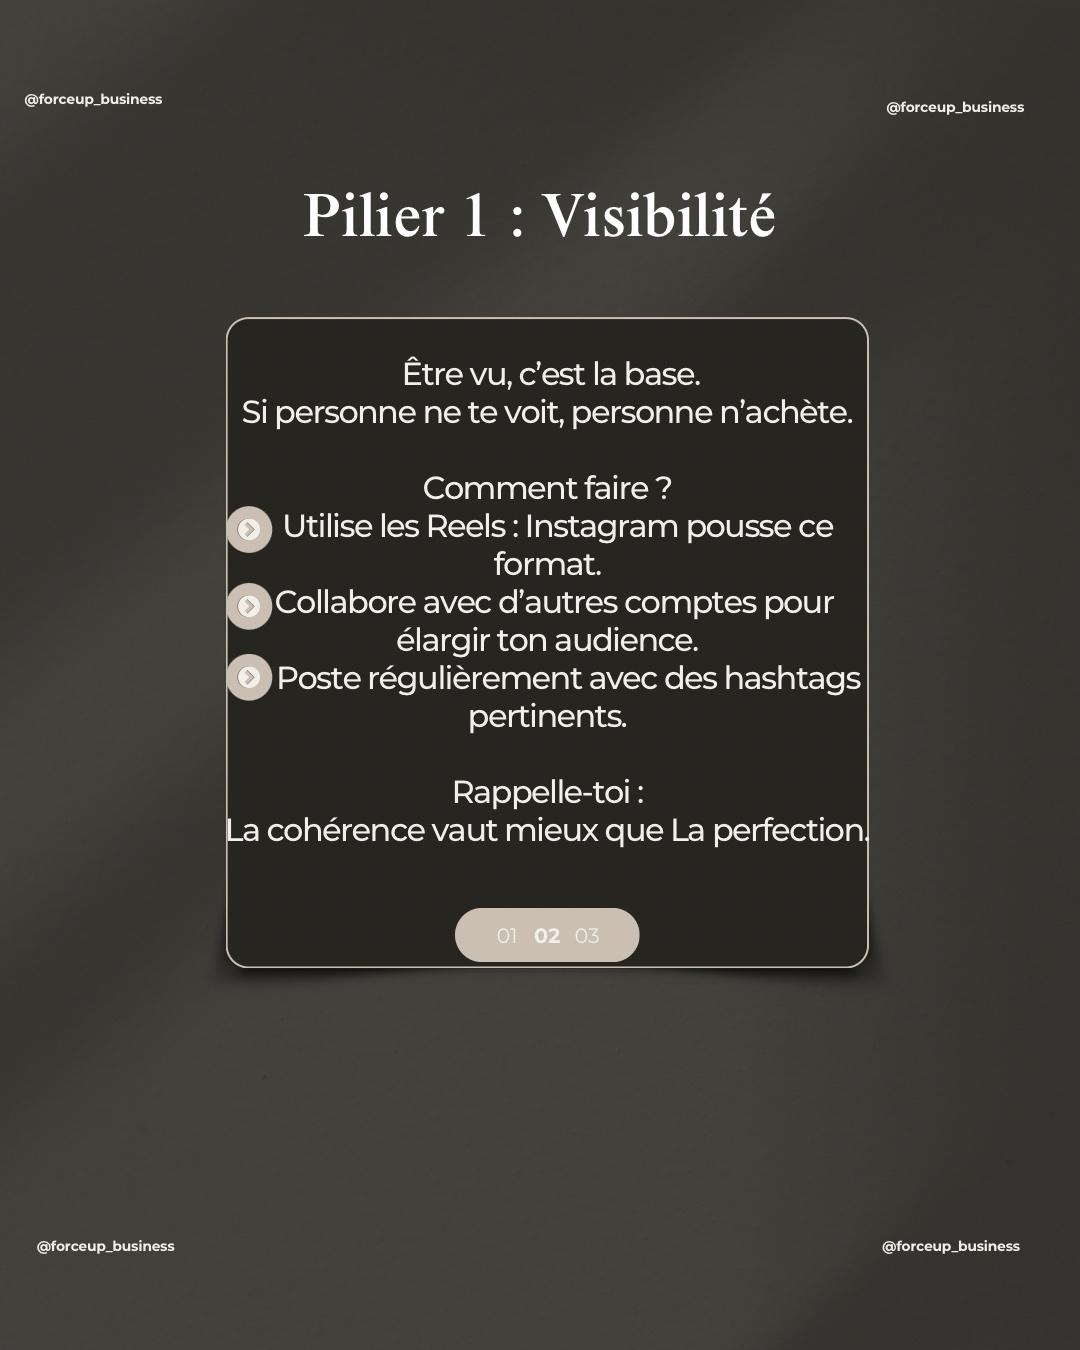 @forceup_business
@forceup_business
Pilier 1 : Visibilité
Être vu, c’est la base.
Si personne ne te voit, personne n’achète.
Comment faire ?
Utilise les Reels : Instagram pousse ce
format.
Collabore avec d’autres comptes pour
élargir ton audience.
Poste régulièrement avec des hashtags
pertinents.
Rappelle-toi :
La cohérence vaut mieux que La perfection.
01 02 03
@forceup_business
@forceup_business